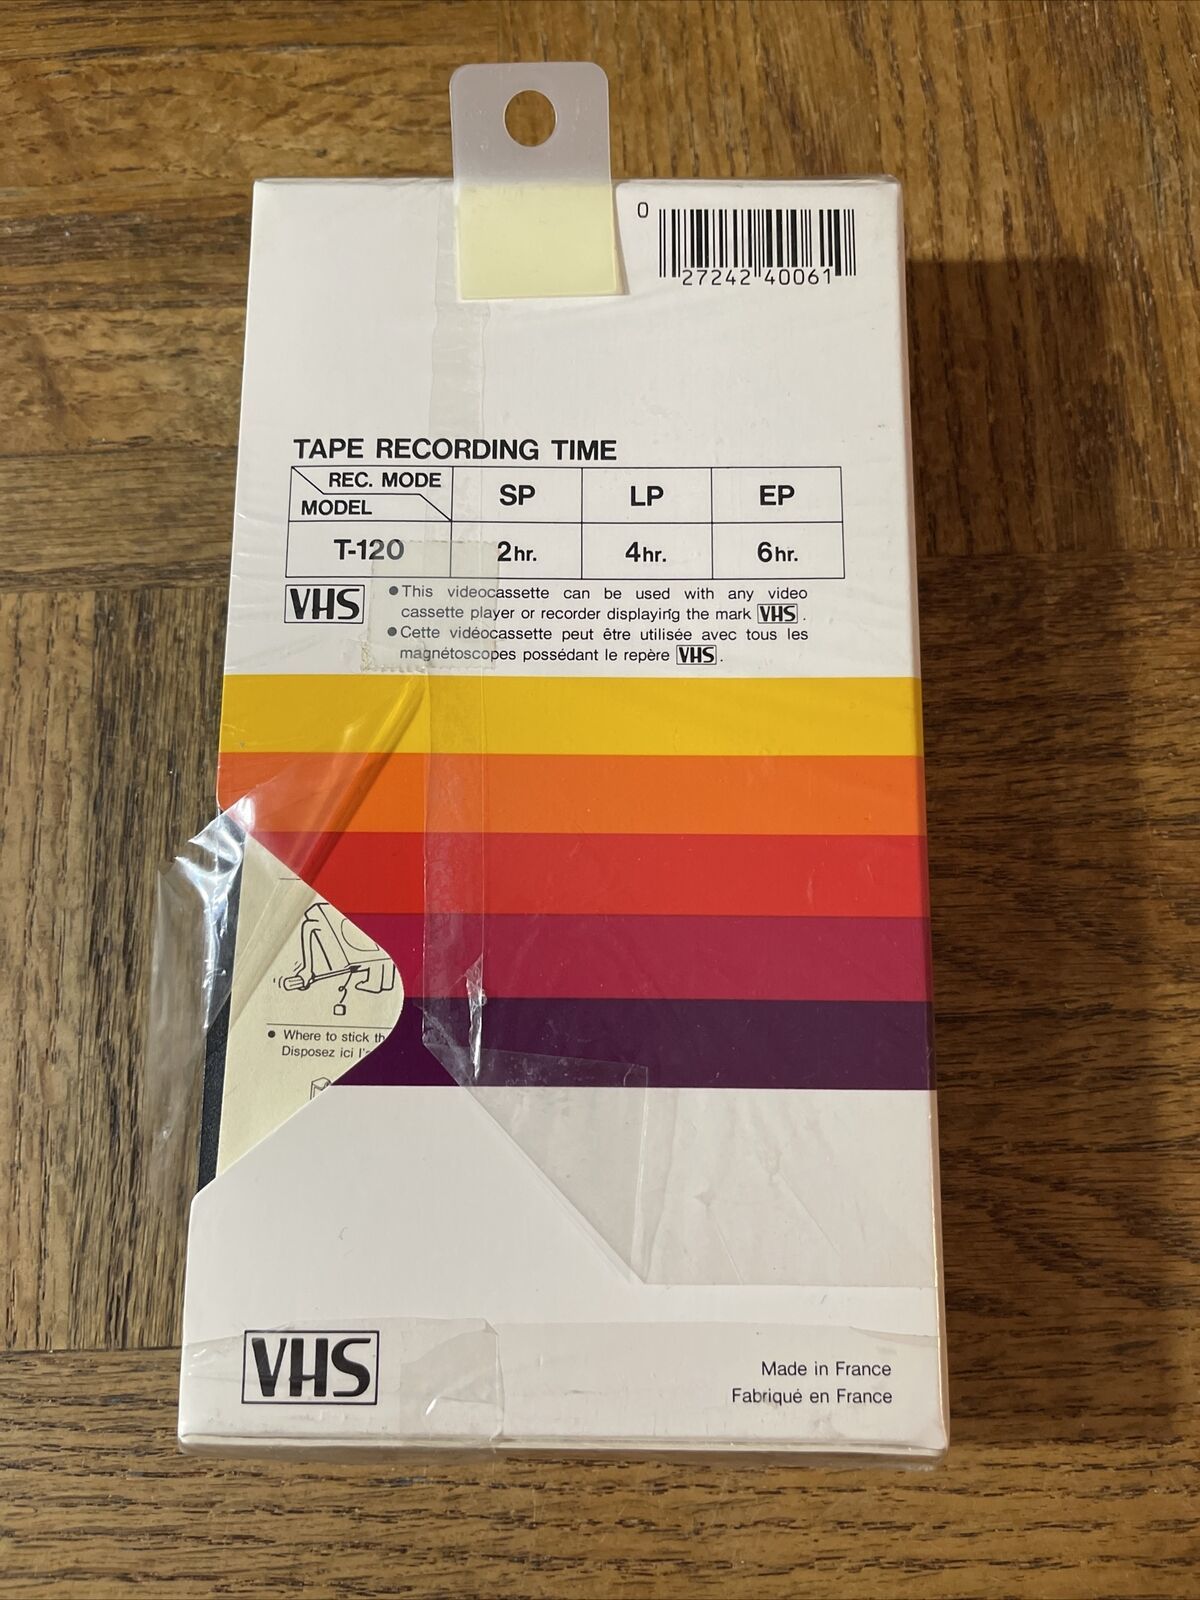 0
27242 40061
TAPE RECORDING TIME
REC. MODE
MODEL
SP
LP
EP
T-120
2hr.
4hr.
6hr.
VHS
●This videocassette can be used with any video
cassette player or recorder displaying the mark VHS.
●Cette vidéocassette peut être utilisée avec tous les
magnétoscopes possédant le repère VHS.
● Where to stick th
Disposez ici l'
VHS
Made in France
Fabriqué en France